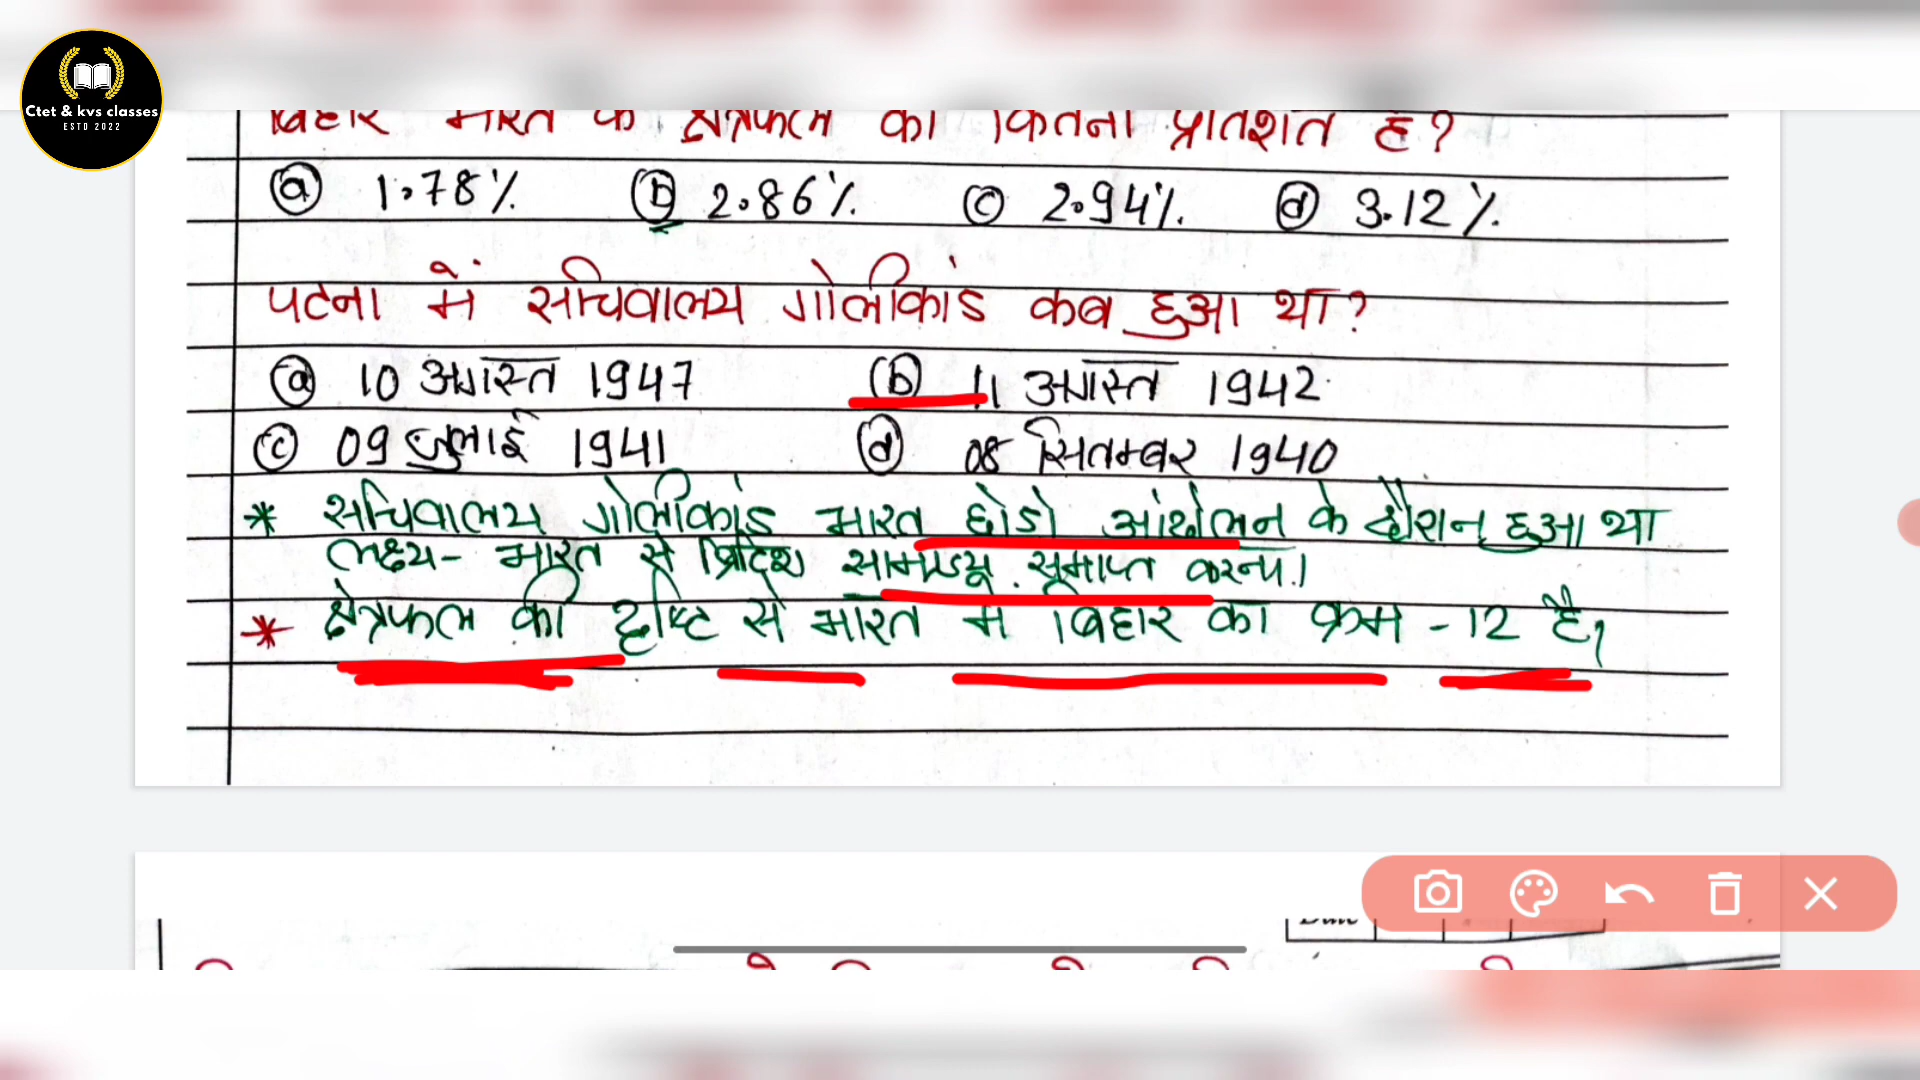 Ctet & kvs classes
ESTD 2022
बिहार भारत के क्षेत्रफल का कितना प्रतिशत है?
(a) 1.78% (b) 2.86% (c) 2.94% (d) 3.12%
पटना में सचिवालय गोलीकांड कब हुआ था?
(a) 10 अगस्त 1947 (b) 11 अगस्त 1942
(c) 09 जुलाई 1941 (d) 08 सितम्बर 1940
* सचिवालय गोलीकांड भारत छोडो आंदोलन के दौरान हुआ था
लक्ष्य- भारत से ब्रिटिश साम्राज्य समाप्त करना।
* क्षेत्रफल की दृष्टि से भारत में बिहार का क्रम - 12 है।